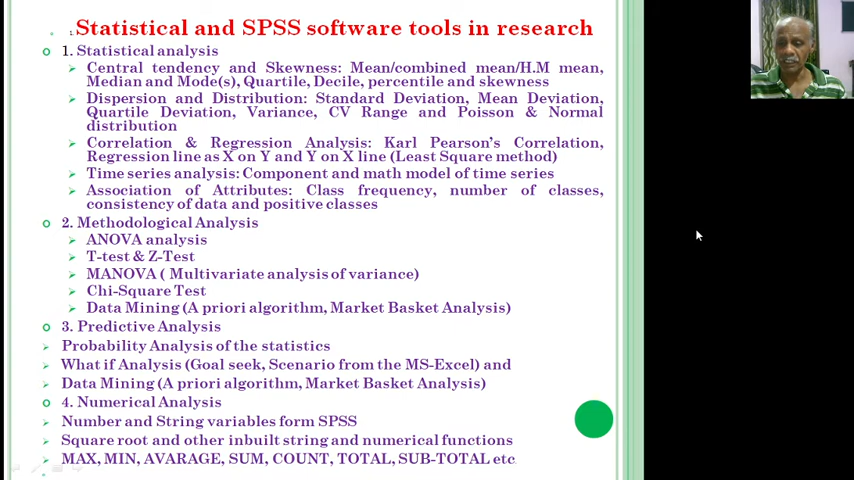 1. Statistical and SPSS software tools in research
1. Statistical analysis
Central tendency and Skewness: Mean/combined mean/H.M mean,
Median and Mode(s), Quartile, Decile, percentile and skewness
Dispersion and Distribution: Standard Deviation, Mean Deviation,
Quartile Deviation, Variance, CV Range and Poisson & Normal
distribution
Correlation & Regression Analysis: Karl Pearson's Correlation,
Regression line as X on Y and Y on X line (Least Square method)
Time series analysis: Component and math model of time series
Association of Attributes: Class frequency, number of classes,
consistency of data and positive classes
2. Methodological Analysis
ANOVA analysis
T-test & Z-Test
MANOVA ( Multivariate analysis of variance)
Chi-Square Test
Data Mining (A priori algorithm, Market Basket Analysis)
3. Predictive Analysis
Probability Analysis of the statistics
What if Analysis (Goal seek, Scenario from the MS-Excel) and
Data Mining (A priori algorithm, Market Basket Analysis)
4. Numerical Analysis
Number and String variables form SPSS
Square root and other inbuilt string and numerical functions
MAX, MIN, AVARAGE, SUM, COUNT, TOTAL, SUB-TOTAL etc